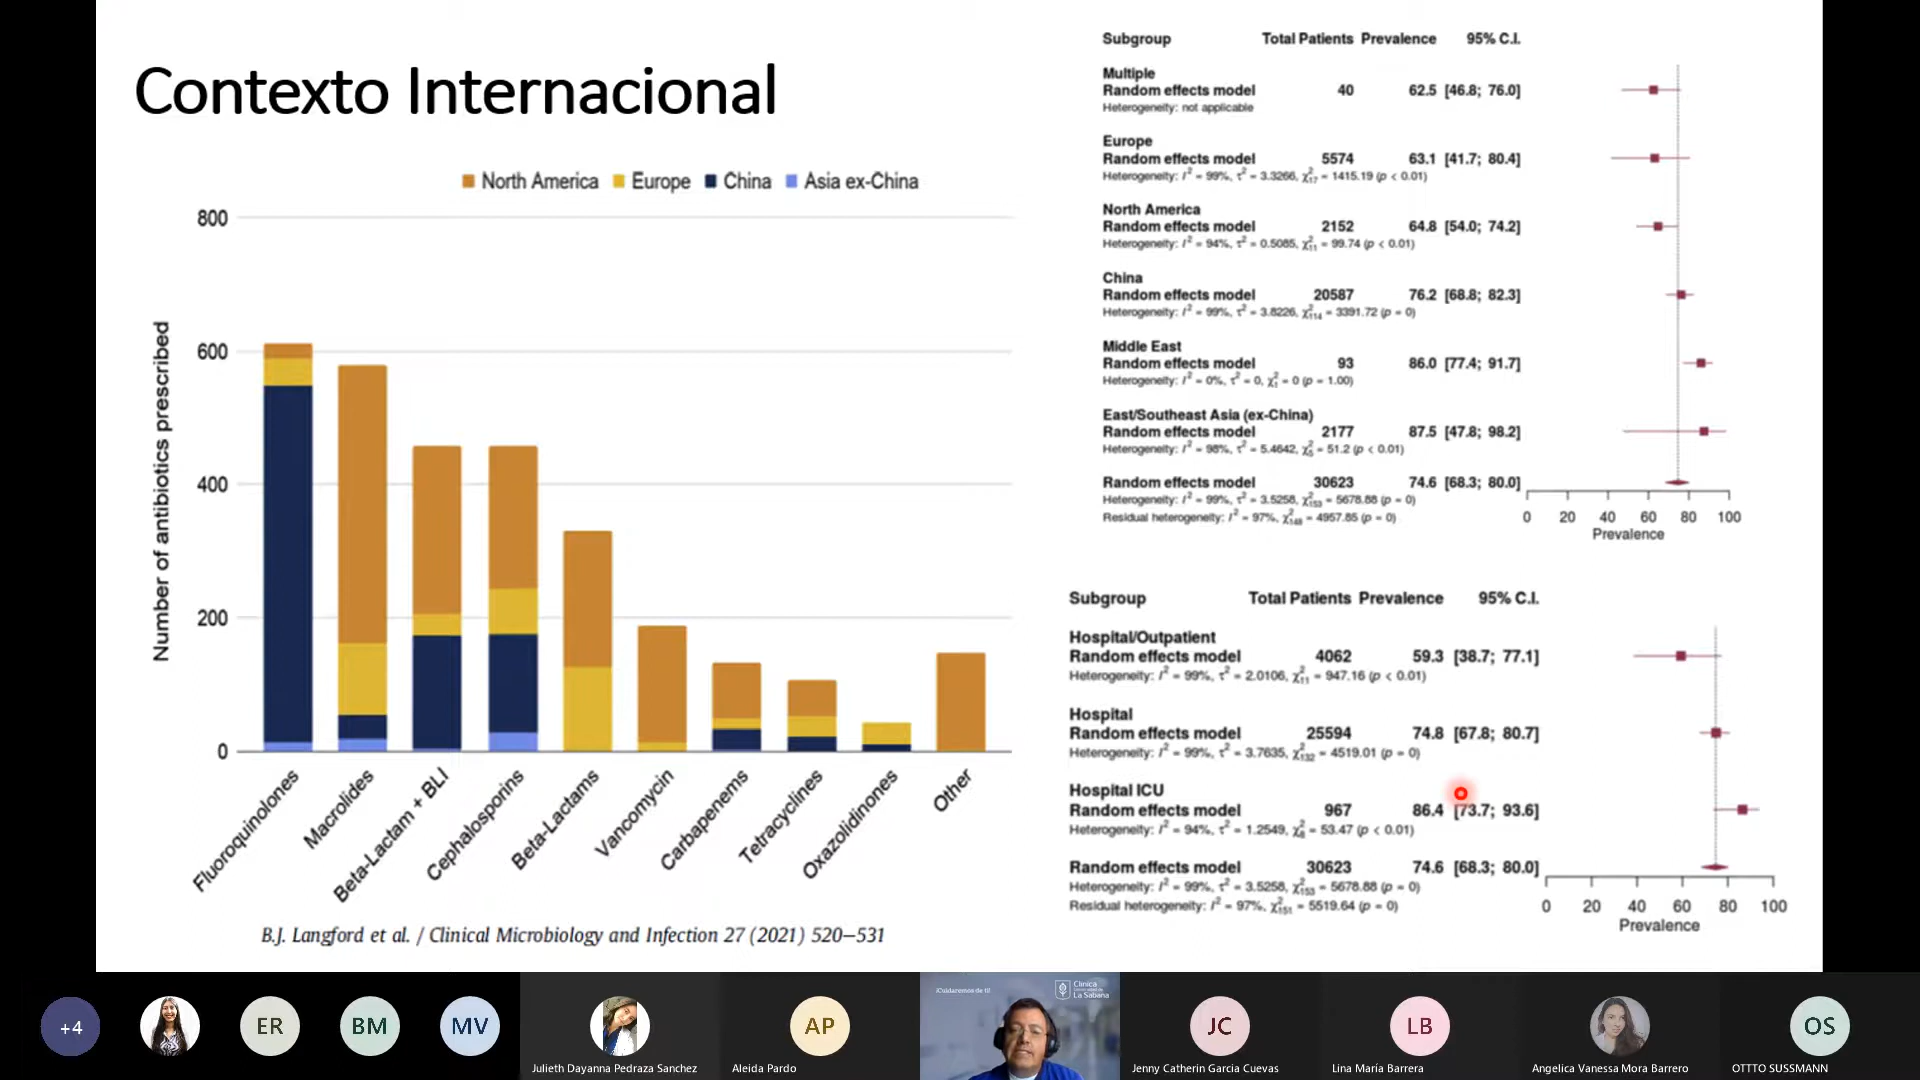 Contexto Internacional
North America Europe China Asia ex-China
800
600
400
200
0
Number of antibiotics prescribed
Fluoroquinolones
Macrolides
Beta-Lactam + BLI
Cephalosporins
Beta-Lactams
Vancomycin
Carbapenems
Tetracyclines
Oxazolidinones
Other
B.J. Langford et al. / Clinical Microbiology and Infection 27 (2021) 520–531
Subgroup Total Patients Prevalence 95% C.I.
Multiple
Random effects model 40 62.5 [46.8; 76.0]
Heterogeneity: not applicable
Europe
Random effects model 5574 63.1 [41.7; 80.4]
Heterogeneity: I² = 99%, τ² = 3.3266, χ²₁₇ = 1415.19 (p < 0.01)
North America
Random effects model 2152 64.8 [54.0; 74.2]
Heterogeneity: I² = 94%, τ² = 0.5085, χ²₁₁ = 99.74 (p < 0.01)
China
Random effects model 20587 76.2 [68.8; 82.3]
Heterogeneity: I² = 99%, τ² = 3.8226, χ²₁₁₄ = 3391.72 (p = 0)
Middle East
Random effects model 93 86.0 [77.4; 91.7]
Heterogeneity: I² = 0%, τ² = 0, χ²₁ = 0 (p = 1.00)
East/Southeast Asia (ex-China)
Random effects model 2177 87.5 [47.8; 98.2]
Heterogeneity: I² = 98%, τ² = 5.4642, χ²₅ = 51.2 (p < 0.01)
Random effects model 30623 74.6 [68.3; 80.0]
Heterogeneity: I² = 99%, τ² = 3.5258, χ²₁₅₃ = 5678.88 (p = 0)
Residual heterogeneity: I² = 97%, χ²₁₄₈ = 4957.85 (p = 0)
0 20 40 60 80 100
Prevalence
Subgroup Total Patients Prevalence 95% C.I.
Hospital/Outpatient
Random effects model 4062 59.3 [38.7; 77.1]
Heterogeneity: I² = 99%, τ² = 2.0106, χ²₁₁ = 947.16 (p < 0.01)
Hospital
Random effects model 25594 74.8 [67.8; 80.7]
Heterogeneity: I² = 99%, τ² = 3.7635, χ²₁₃₂ = 4519.01 (p = 0)
Hospital ICU
Random effects model 967 86.4 [73.7; 93.6]
Heterogeneity: I² = 94%, τ² = 1.2549, χ²₈ = 53.47 (p < 0.01)
Random effects model 30623 74.6 [68.3; 80.0]
Heterogeneity: I² = 99%, τ² = 3.5258, χ²₁₅₃ = 5678.88 (p = 0)
Residual heterogeneity: I² = 97%, χ²₁₅₁ = 5519.64 (p = 0)
0 20 40 60 80 100
Prevalence
+4
ER
BM
MV
Julieth Dayanna Pedraza Sanchez
AP
Aleida Pardo
¡Cuidaremos de ti!
Clínica
La Sabana
JC
Jenny Catherin Garcia Cuevas
LB
Lina María Barrera
Angelica Vanessa Mora Barrero
OS
OTTTO SUSSMANN